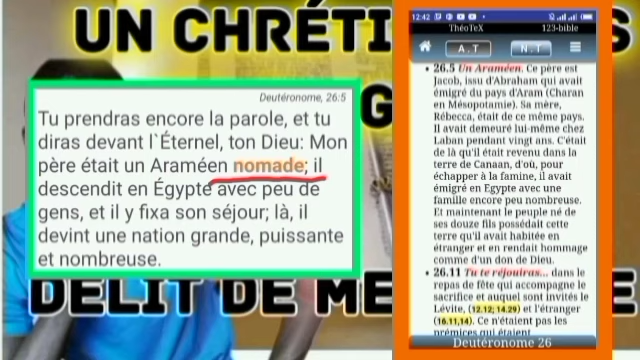 UN CHRÉTI
S
G
Deutéronome, 26:5
Tu prendras encore la parole, et tu
diras devant l`Éternel, ton Dieu: Mon
père était un Araméen nomade; il
descendit en Égypte avec peu de
gens, et il y fixa son séjour; là, il
devint une nation grande, puissante
et nombreuse.
DÉLIT DE ME
12:42
ThéoTeX 123-bible
A.T N.T
• 26.5 Un Araméen. Ce père est
Jacob, issu d'Abraham qui avait
émigré du pays d'Aram (Charan
en Mésopotamie). Sa mère,
Rébecca, était de ce même pays.
Il avait demeuré lui-même chez
Laban pendant vingt ans. C'était
de là qu'il était revenu dans la
terre de Canaan, d'où, pour
échapper à la famine, il avait
émigré en Egypte avec une
famille encore peu nombreuse.
Et maintenant le peuple né de
ses douze fils possédait cette
terre qu'il avait habitée en
étranger et en rendait hommage
comme d'un don de Dieu.
• 26.11 Tu te réjouiras... dans le
repas de fête qui accompagne le
sacrifice et auquel sont invités le
Lévite, (12.12; 14.29) et l'étranger
(16.11,14). Ce n'étaient pas les
prémices qui étaient
Deutéronome 26